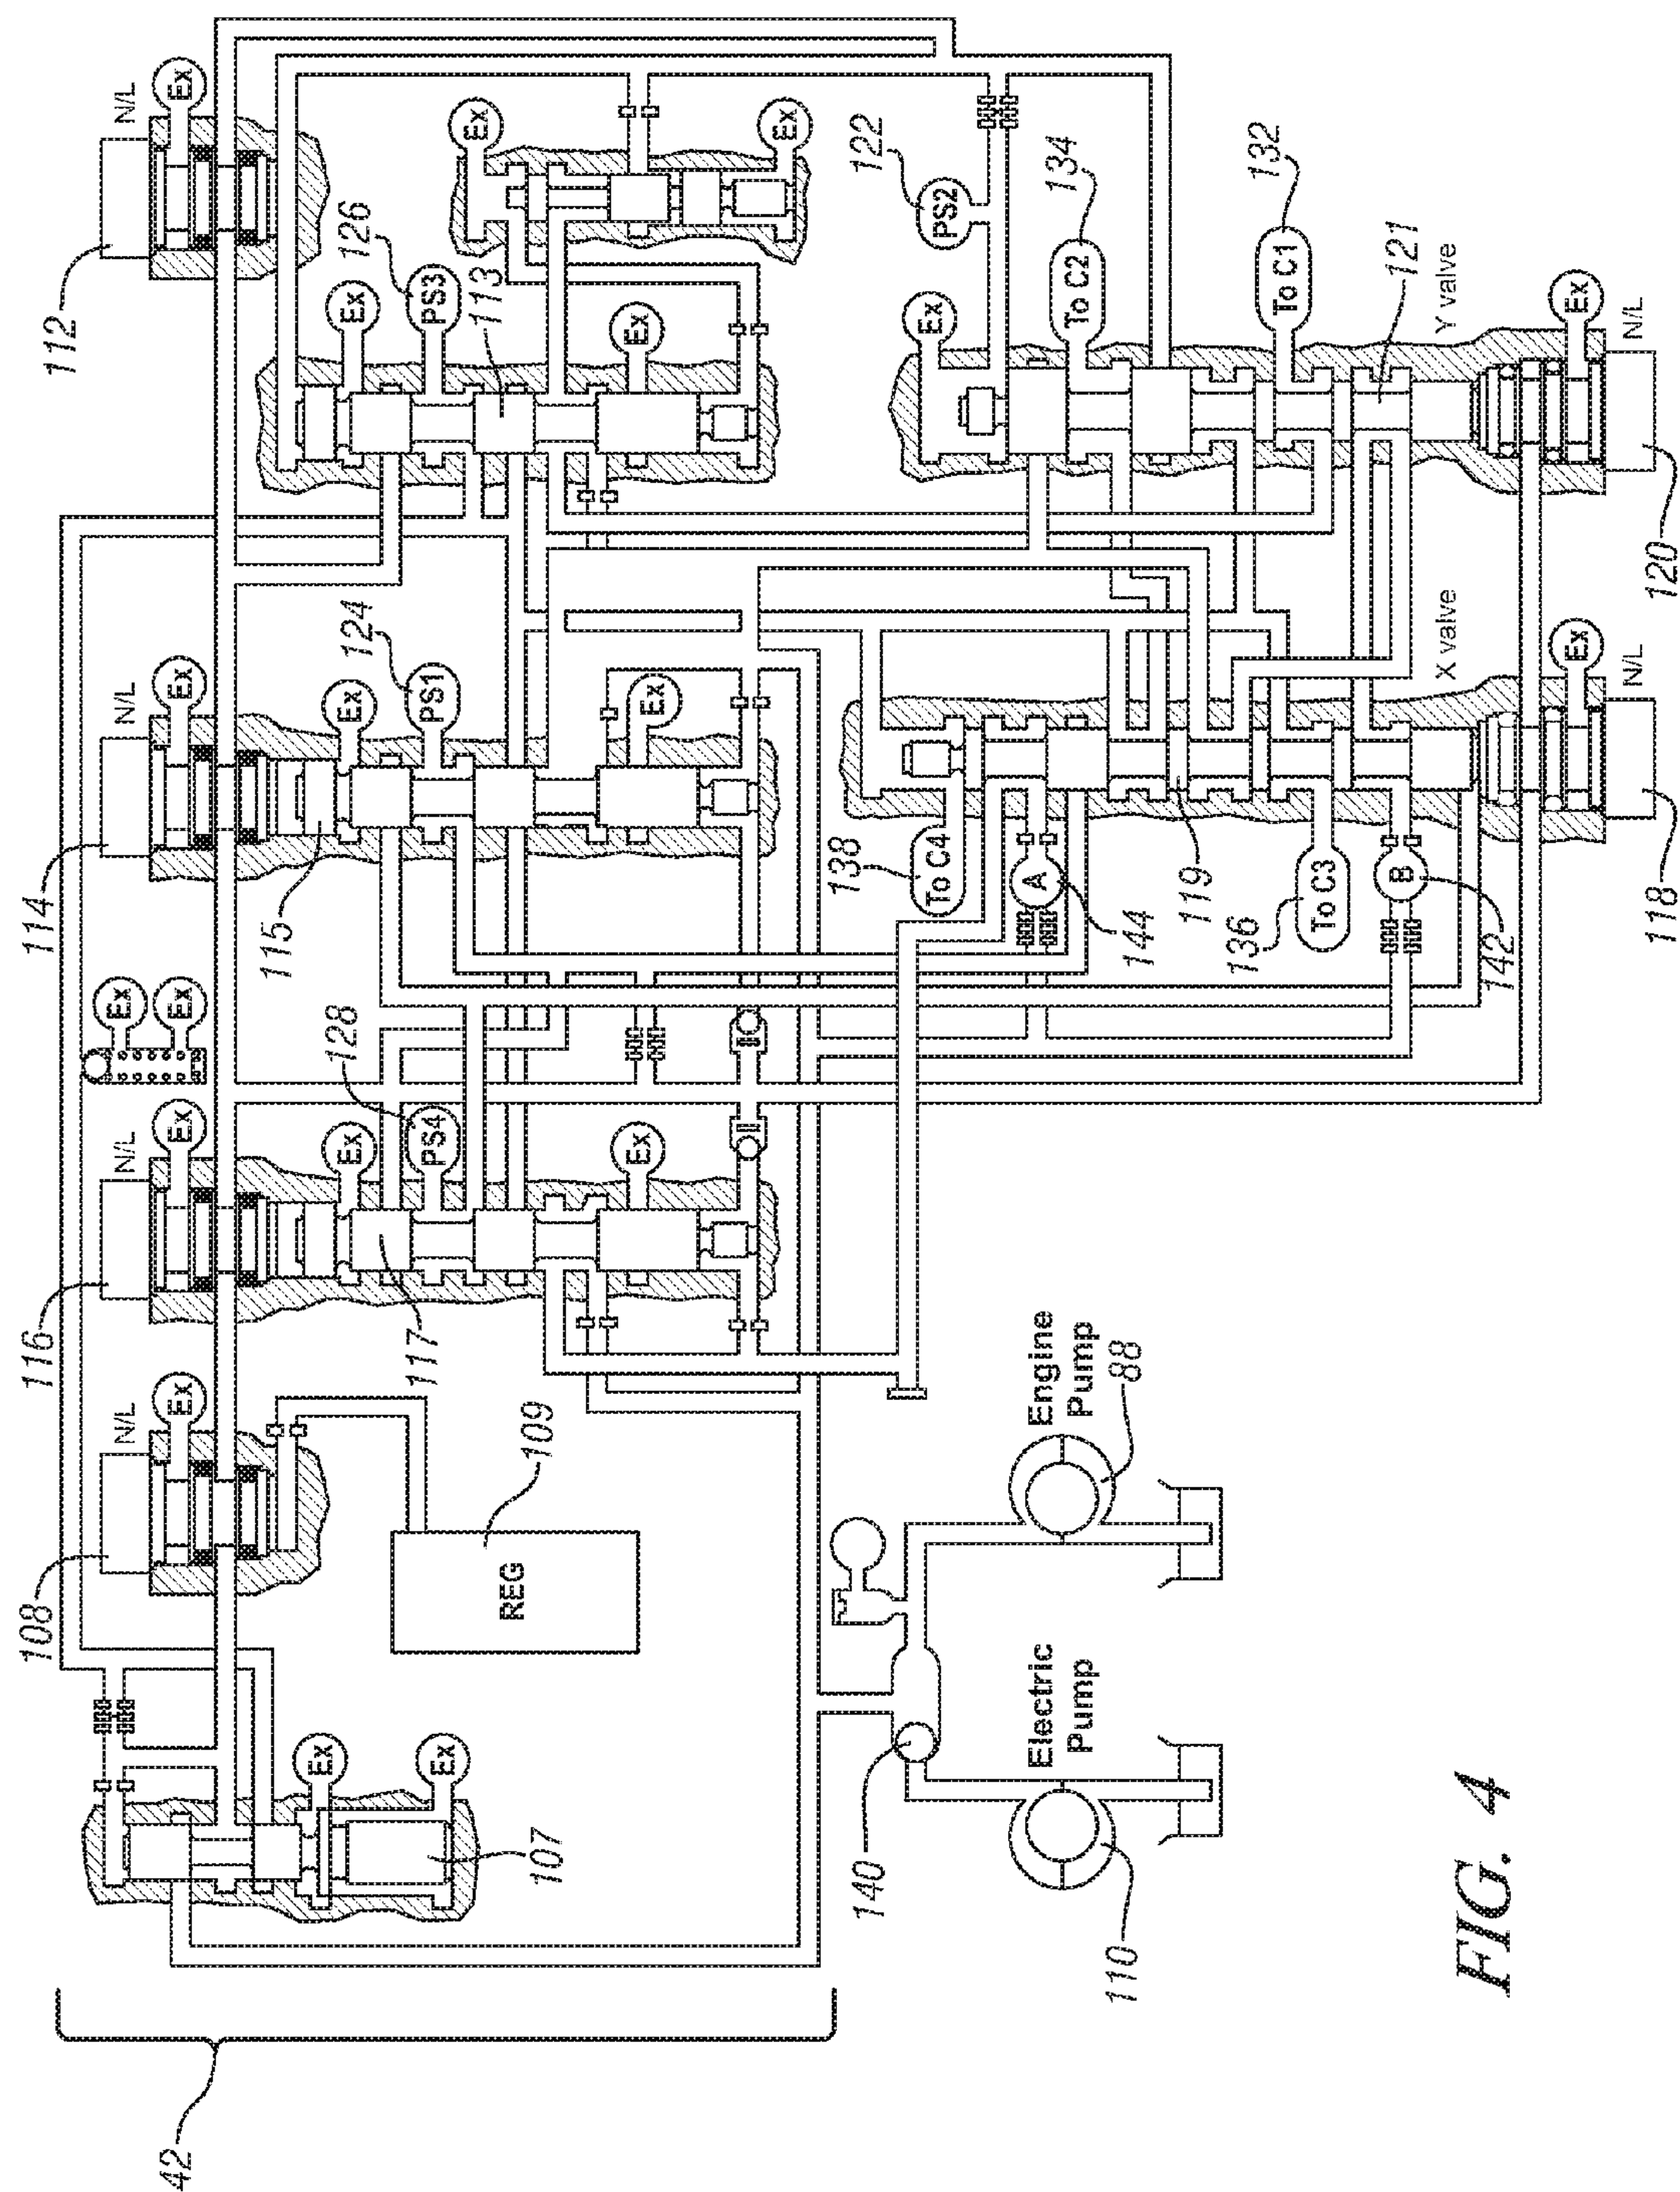 112
N/L
Ex
Ex
Ex
126
PS3
Ex
113
Ex
122
PS2
Ex
134
To C2
132
To C1
121
Y valve
Ex
N/L
120
114
N/L
Ex
115
124
PS1
Ex
Ex
138
To C4
A
144
119
136
To C3
B
142
X valve
Ex
N/L
118
Ex
Ex
116
N/L
Ex
128
PS4
Ex
Ex
117
108
N/L
Ex
109
REG
Engine
Pump
88
Electric
Pump
110
140
Ex
Ex
107
42
FIG. 4